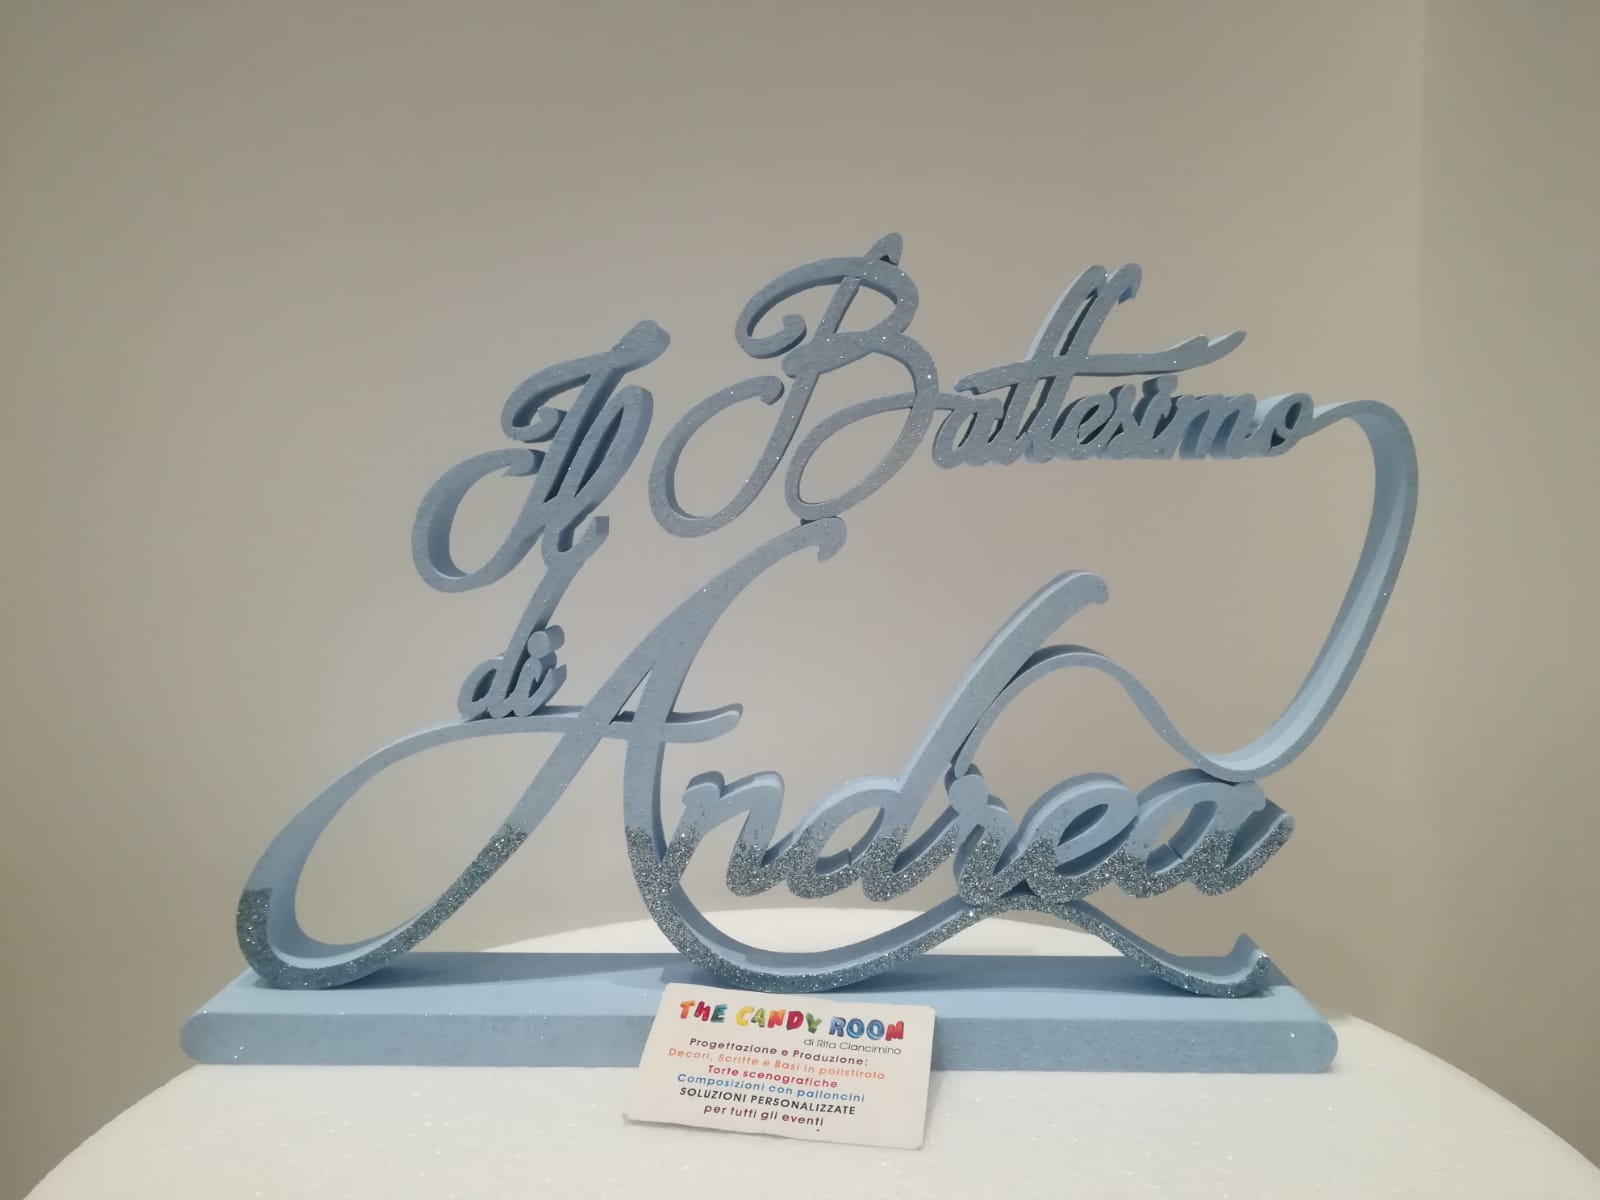 Il Battesimo
di
Andrea
THE CANDY ROOM
di Rita Ciancimino
Progettazione e Produzione:
Decori, Scritte e Basi in polistirolo
Torte scenografiche
Composizioni con palloncini
SOLUZIONI PERSONALIZZATE
per tutti gli eventi